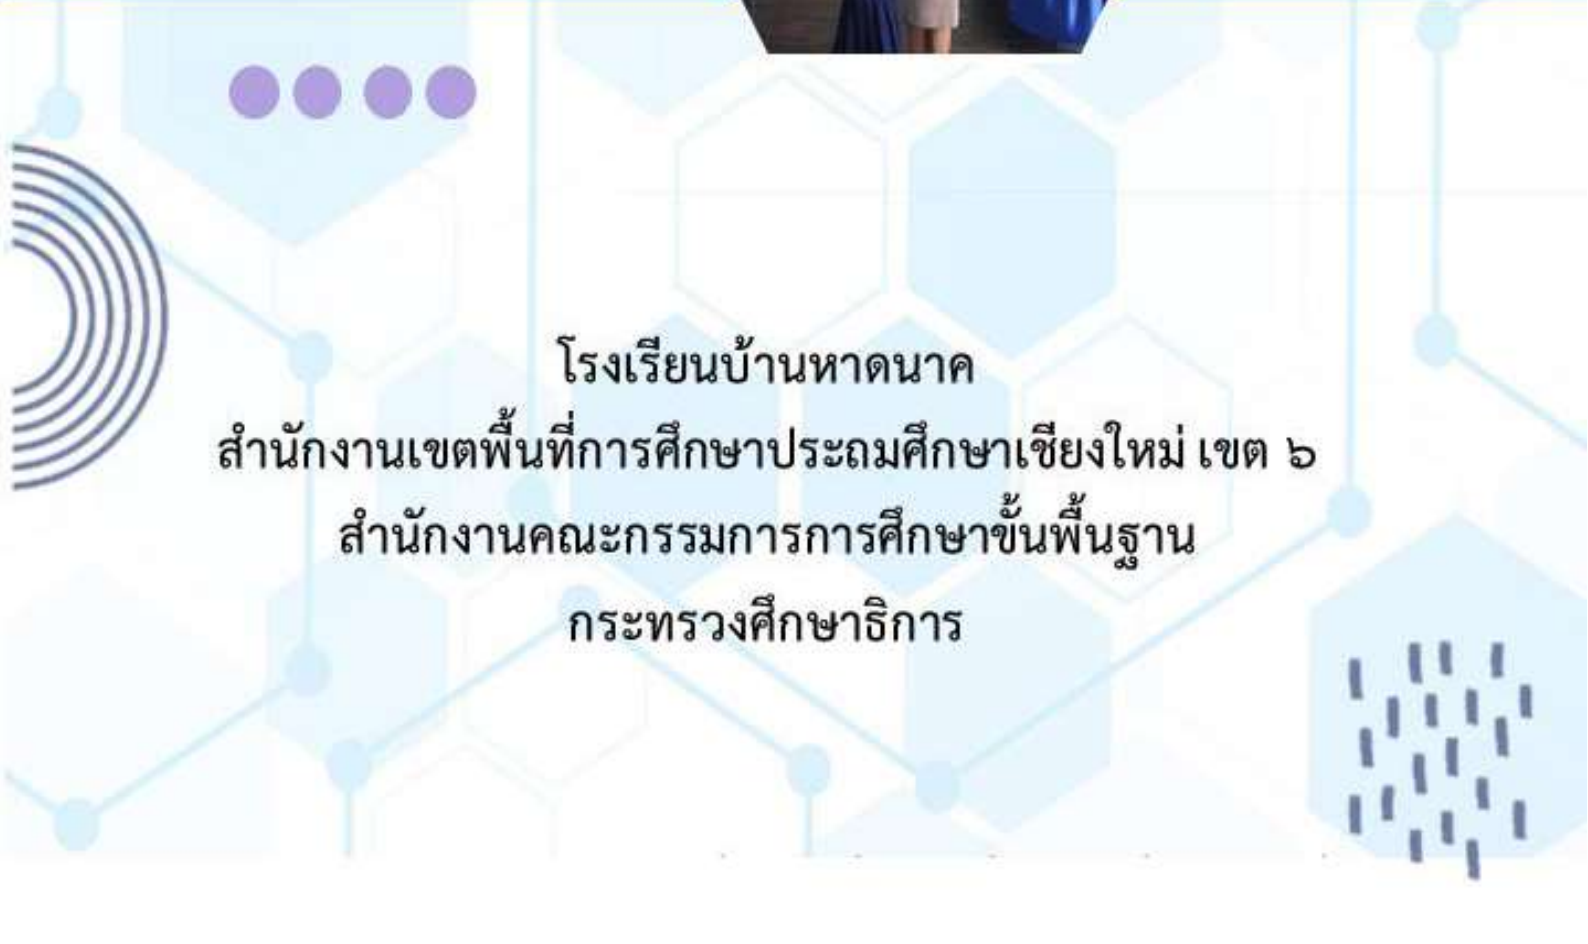 โรงเรียนบ้านหาดนาค
สำนักงานเขตพื้นที่การศึกษาประถมศึกษาเชียงใหม่ เขต ๖
สำนักงานคณะกรรมการการศึกษาขั้นพื้นฐาน
กระทรวงศึกษาธิการ